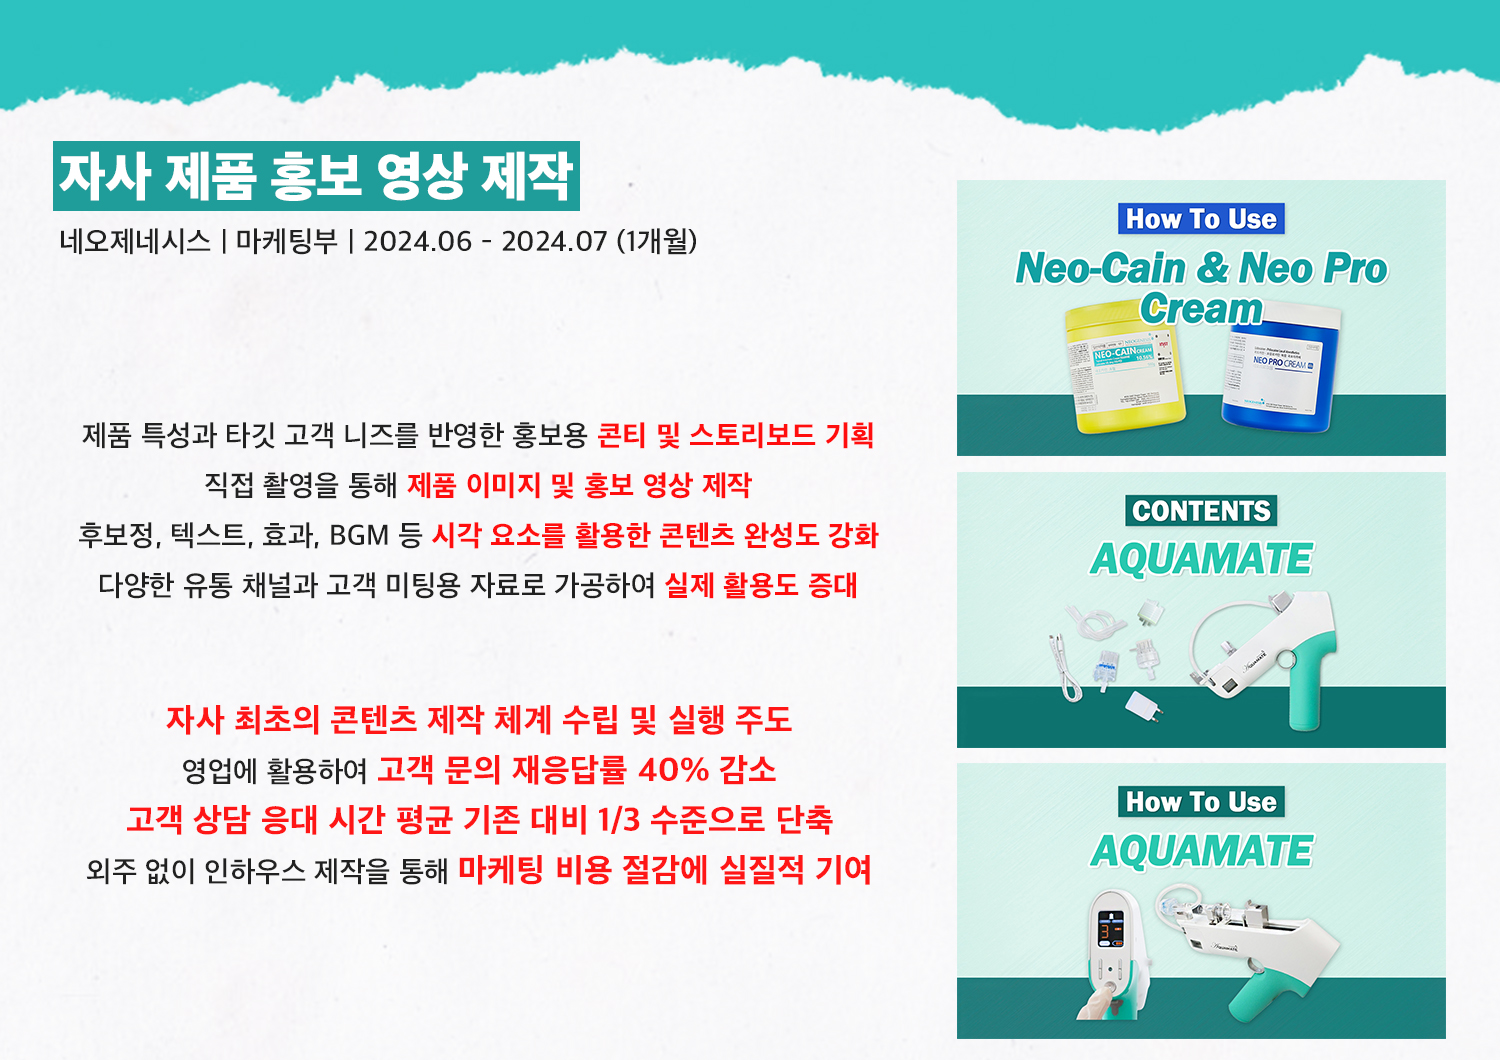 자사 제품 홍보 영상 제작
네오제네시스 | 마케팅부 | 2024.06 - 2024.07 (1개월)
제품 특성과 타깃 고객 니즈를 반영한 홍보용 콘티 및 스토리보드 기획
직접 촬영을 통해 제품 이미지 및 홍보 영상 제작
후보정, 텍스트, 효과, BGM 등 시각 요소를 활용한 콘텐츠 완성도 강화
다양한 유통 채널과 고객 미팅용 자료로 가공하여 실제 활용도 증대
자사 최초의 콘텐츠 제작 체계 수립 및 실행 주도
영업에 활용하여 고객 문의 재응답률 40% 감소
고객 상담 응대 시간 평균 기존 대비 1/3 수준으로 단축
외주 없이 인하우스 제작을 통해 마케팅 비용 절감에 실질적 기여
How To Use
Neo-Cain & Neo Pro
Cream
NEO-CAIN CREAM
10.56%
NEO PRO CREAM
CONTENTS
AQUAMATE
AQUAMATE
How To Use
AQUAMATE
3
AQUAMATE